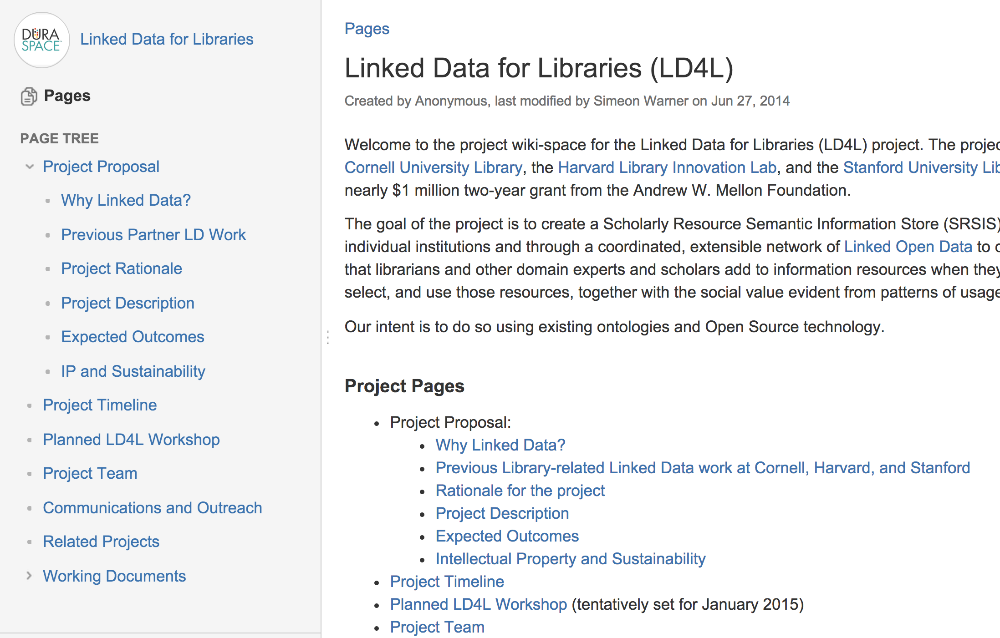 DURA
SPACE
Linked Data for Libraries
Pages
PAGE TREE
Project Proposal
Why Linked Data?
Previous Partner LD Work
Project Rationale
Project Description
Expected Outcomes
IP and Sustainability
Project Timeline
Planned LD4L Workshop
Project Team
Communications and Outreach
Related Projects
Working Documents
Pages
Linked Data for Libraries (LD4L)
Created by Anonymous, last modified by Simeon Warner on Jun 27, 2014
Welcome to the project wiki-space for the Linked Data for Libraries (LD4L) project. The
Cornell University Library, the Harvard Library Innovation Lab, and the Stanford University
nearly $1 million two-year grant from the Andrew W. Mellon Foundation.
The goal of the project is to create a Scholarly Resource Semantic Information Store (SRSIS)
individual institutions and through a coordinated, extensible network of Linked Open Data to
that librarians and other domain experts and scholars add to information resources when they
select, and use those resources, together with the social value evident from patterns of usage
Our intent is to do so using existing ontologies and Open Source technology.
Project Pages
Project Proposal:
Why Linked Data?
Previous Library-related Linked Data work at Cornell, Harvard, and Stanford
Rationale for the project
Project Description
Expected Outcomes
Intellectual Property and Sustainability
Project Timeline
Planned LD4L Workshop (tentatively set for January 2015)
Project Team